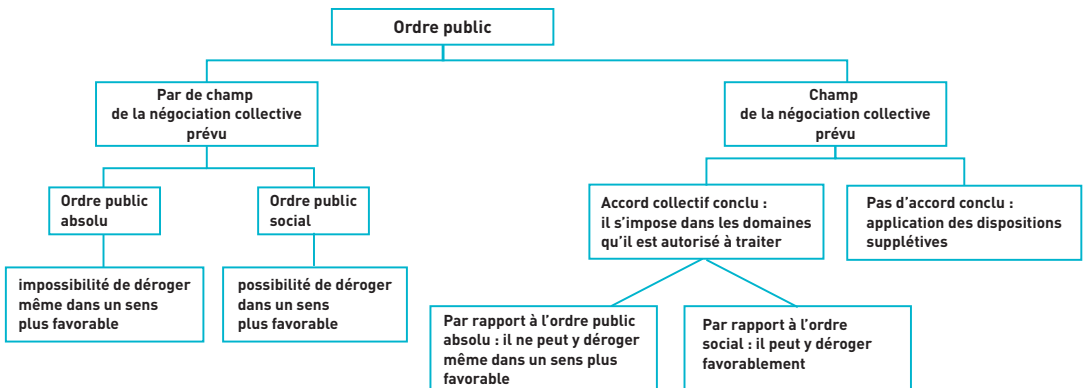 Ordre public
Par de champ
de la négociation collective
prévu
Champ
de la négociation collective
prévu
Ordre public
absolu
Ordre public
social
Accord collectif conclu :
il s'impose dans les domaines
qu'il est autorisé à traiter
Pas d'accord conclu :
application des dispositions
supplétives
impossibilité de déroger
même dans un sens
plus favorable
possibilité de déroger
dans un sens
plus favorable
Par rapport à l'ordre public
absolu : il ne peut y déroger
même dans un sens plus
favorable
Par rapport à l'ordre
social : il peut y déroger
favorablement